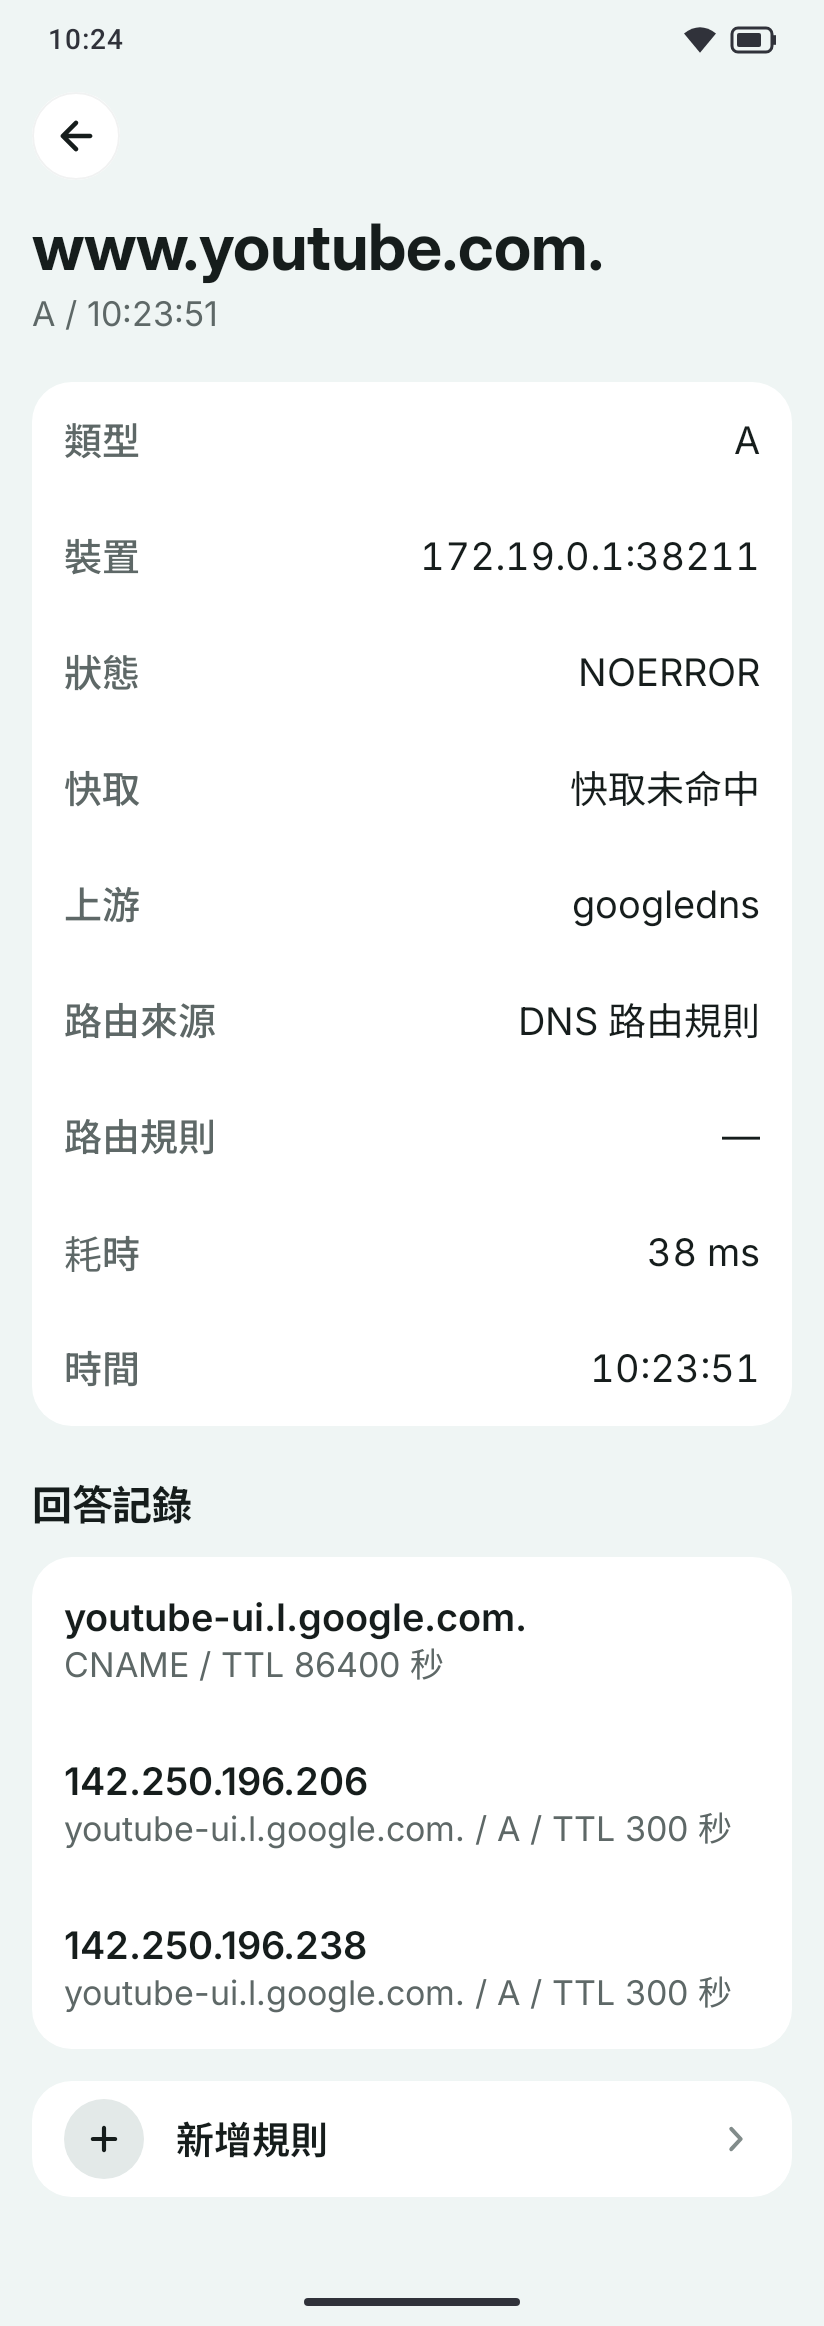 10:24
www.youtube.com.
A / 10:23:51
類型 A
裝置 172.19.0.1:38211
狀態 NOERROR
快取 快取未命中
上游 googledns
路由來源 DNS 路由規則
路由規則 —
耗時 38 ms
時間 10:23:51
回答記錄
youtube-ui.l.google.com.
CNAME / TTL 86400 秒
142.250.196.206
youtube-ui.l.google.com. / A / TTL 300 秒
142.250.196.238
youtube-ui.l.google.com. / A / TTL 300 秒
新增規則